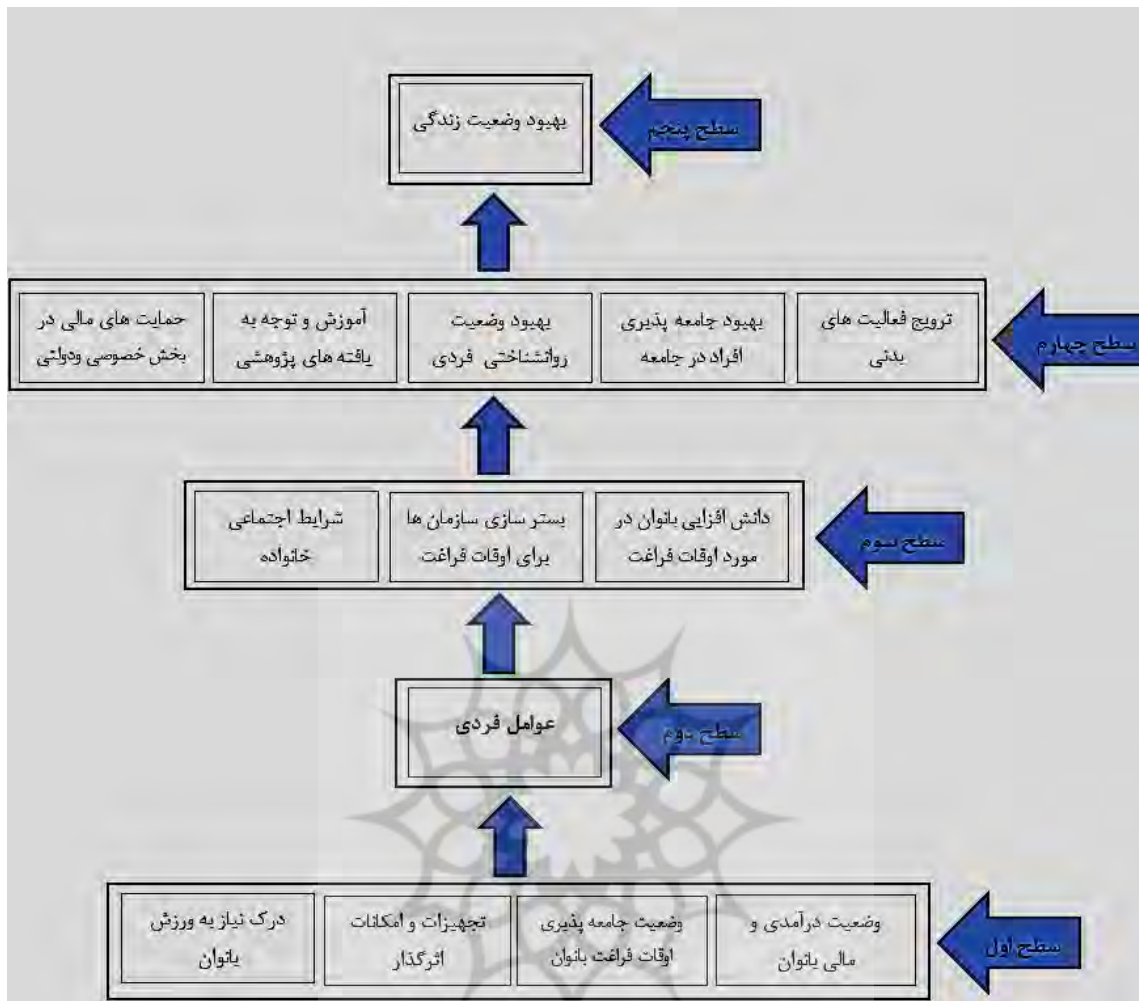 بهبود وضعیت زندگی
سطح پنجم
ترویج فعالیت های
بدنی
بهبود جامعه پذیری
افراد در جامعه
بهبود وضعیت
روانشناختی فردی
آموزش و توجه به
یافته های پژوهشی
حمایت های مالی در
بخش خصوصی ودولتی
سطح چهارم
دانش افزایی بانوان در
مورد اوقات فراغت
بستر سازی سازمان ها
برای اوقات فراغت
شرایط اجتماعی
خانواده
سطح سوم
عوامل فردی
سطح دوم
وضعیت درآمدی و
مالی بانوان
وضعیت جامعه پذیری
اوقات فراغت بانوان
تجهیزات و امکانات
اثرگذار
درک نیاز به ورزش
بانوان
سطح اول